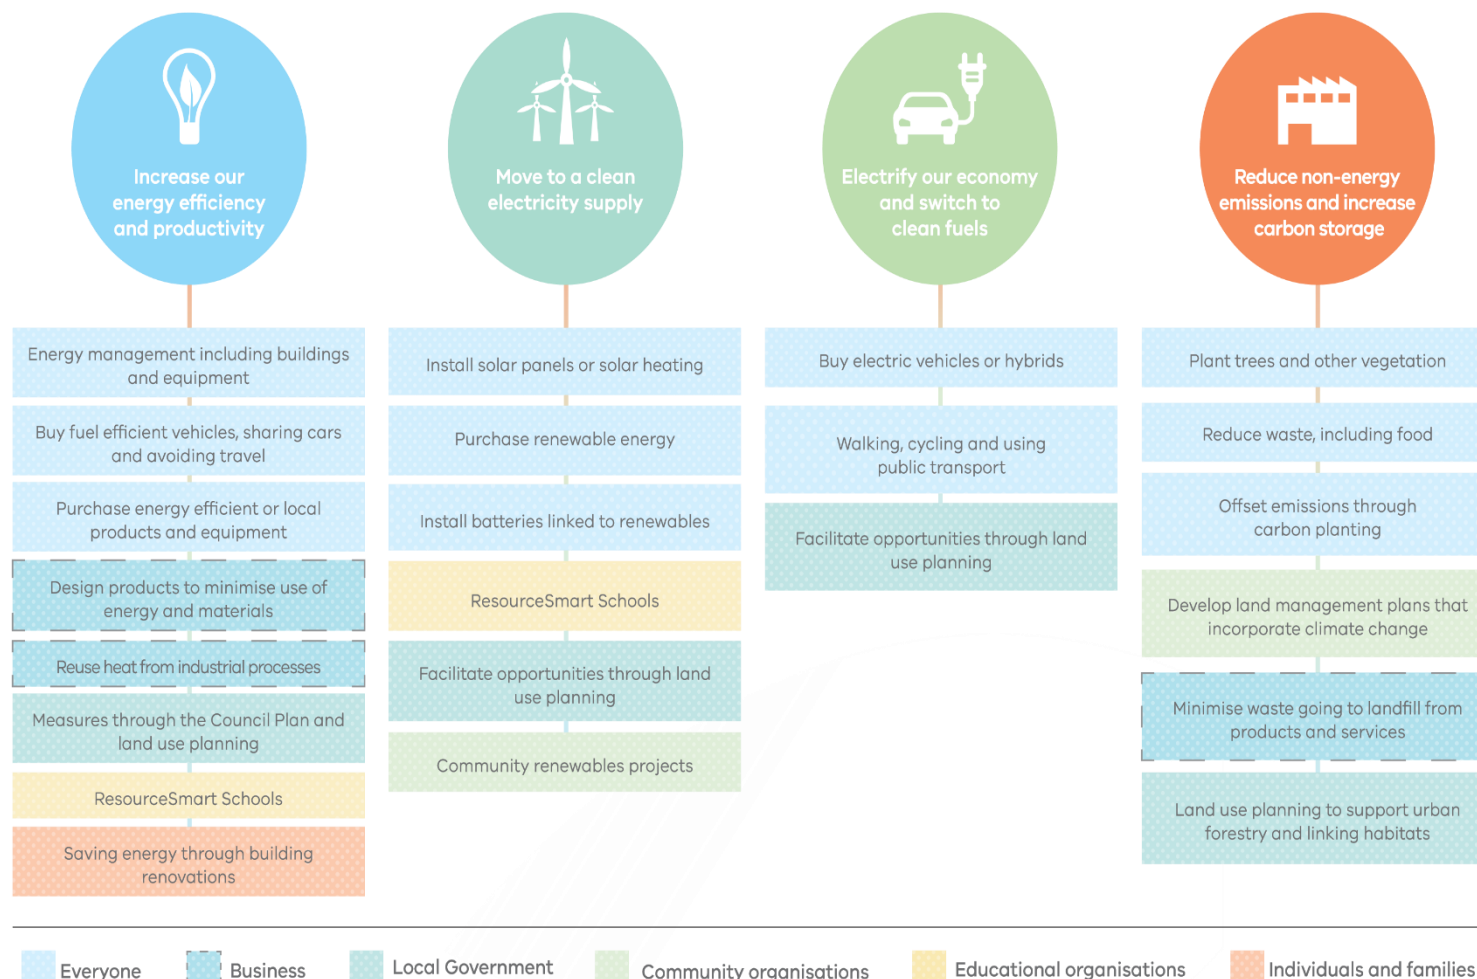 Increase our
energy efficiency
and productivity
Energy management including buildings
and equipment
Buy fuel efficient vehicles, sharing cars
and avoiding travel
Purchase energy efficient or local
products and equipment
Design products to minimise use of
energy and materials
Reuse heat from industrial processes
Measures through the Council Plan and
land use planning
ResourceSmart Schools
Saving energy through building
renovations
Move to a clean
electricity supply
Install solar panels or solar heating
Purchase renewable energy
Install batteries linked to renewables
ResourceSmart Schools
Facilitate opportunities through land
use planning
Community renewables projects
Electrify our economy
and switch to
clean fuels
Buy electric vehicles or hybrids
Walking, cycling and using
public transport
Facilitate opportunities through land
use planning
Reduce non-energy
emissions and increase
carbon storage
Plant trees and other vegetation
Reduce waste, including food
Offset emissions through
carbon planting
Develop land management plans that
incorporate climate change
Minimise waste going to landfill from
products and services
Land use planning to support urban
forestry and linking habitats
Everyone
Business
Local Government
Community organisations
Educational organisations
Individuals and families